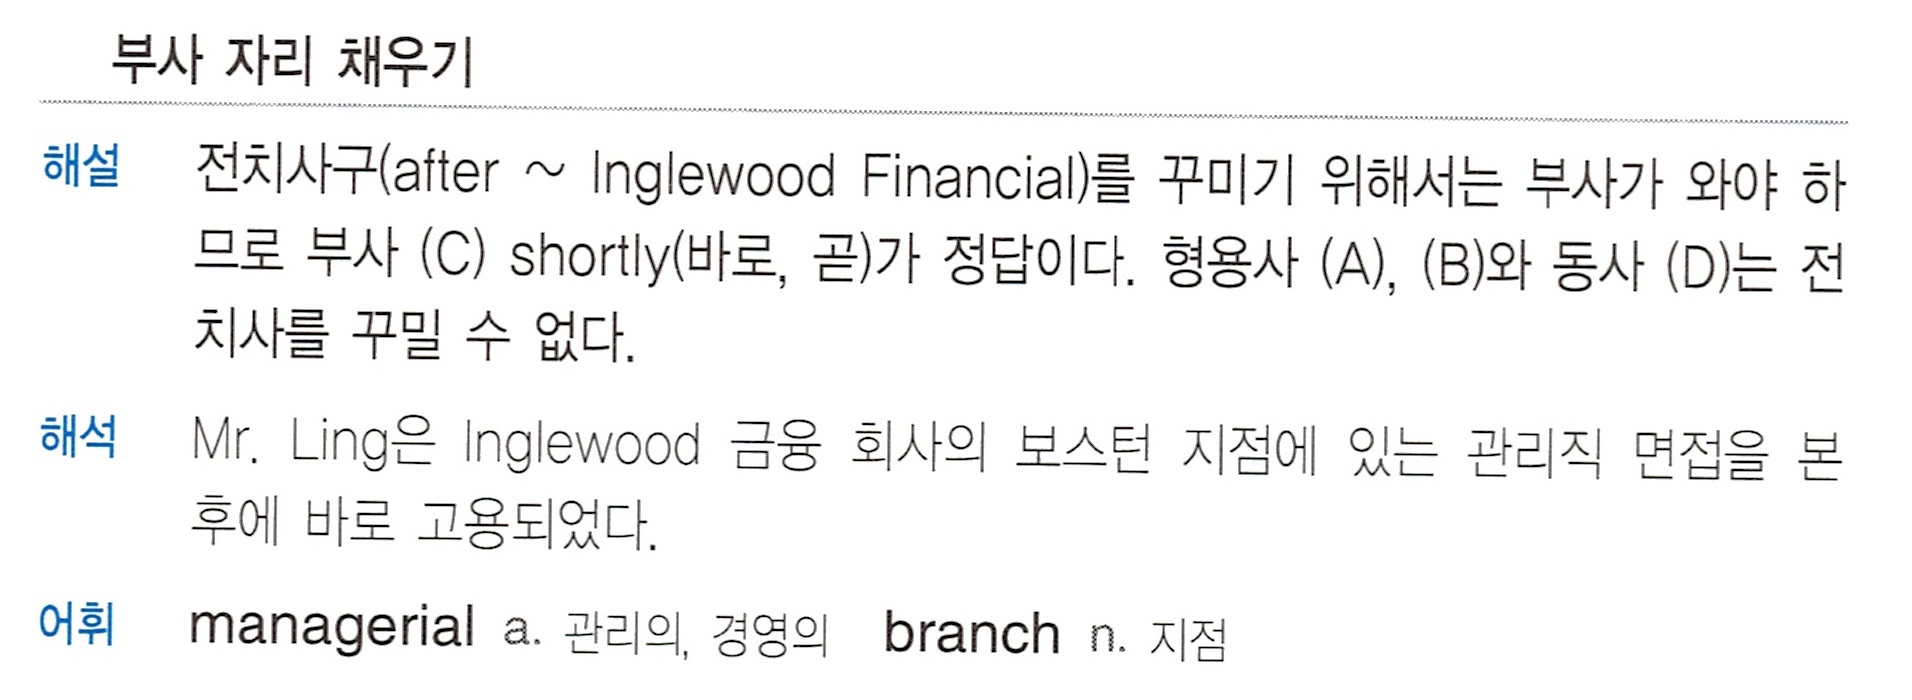 부사 자리 채우기
해설 전치사구(after ~ Inglewood Financial)를 꾸미기 위해서는 부사가 와야 하
므로 부사 (C) shortly(바로, 곧)가 정답이다. 형용사 (A), (B)와 동사 (D)는 전
치사를 꾸밀 수 없다.
해석 Mr. Ling은 Inglewood 금융 회사의 보스턴 지점에 있는 관리직 면접을 본
후에 바로 고용되었다.
어휘 managerial a. 관리의, 경영의 branch n. 지점